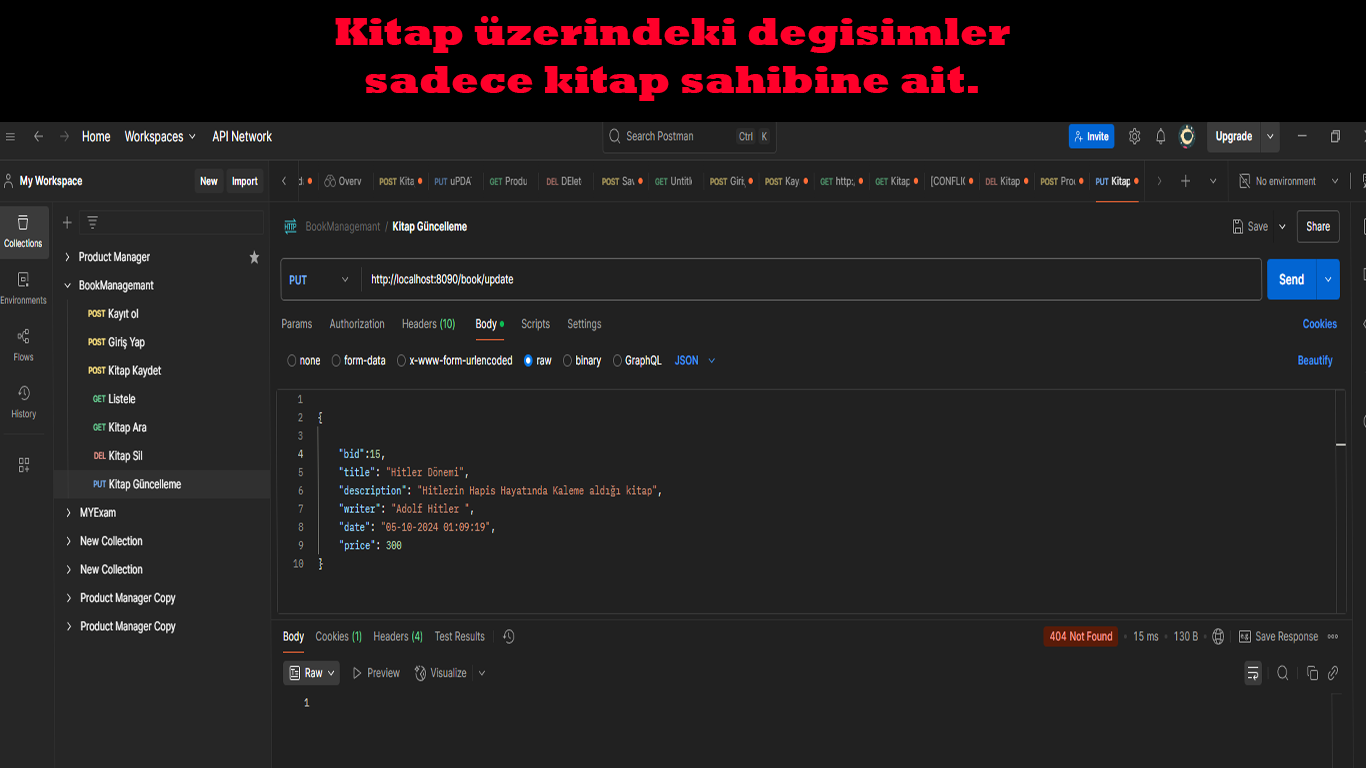 Kitap üzerindeki degisimler
sadece kitap sahibine ait.
Home Workspaces API Network
Search Postman Ctrl K
Invite
Upgrade
My Workspace
New Import
Overv
POST Kita
PUT uPDA
GET Produ
DEL DElet
POST Sav
GET Untitl
POST Giri
POST Kay
GET http:
GET Kitap
[CONFLIC
DEL Kitap
POST Pro
PUT Kitap
No environment
Collections
Environments
Flows
History
Product Manager
BookManagemant
POST Kayıt ol
POST Giriş Yap
POST Kitap Kaydet
GET Listele
GET Kitap Ara
DEL Kitap Sil
PUT Kitap Güncelleme
MYExam
New Collection
New Collection
Product Manager Copy
Product Manager Copy
HTTP BookManagemant / Kitap Güncelleme
Save Share
PUT http://localhost:8090/book/update
Send
Params Authorization Headers (10) Body Scripts Settings
Cookies
none form-data x-www-form-urlencoded raw binary GraphQL JSON
Beautify
1
2 {
3
4 "bid":15,
5 "title": "Hitler Dönemi",
6 "description": "Hitlerin Hapis Hayatında Kaleme aldığı kitap",
7 "writer": "Adolf Hitler ",
8 "date": "05-10-2024 01:09:19",
9 "price": 300
10 }
Body Cookies (1) Headers (4) Test Results
404 Not Found 15 ms 130 B Save Response
Raw Preview Visualize
1